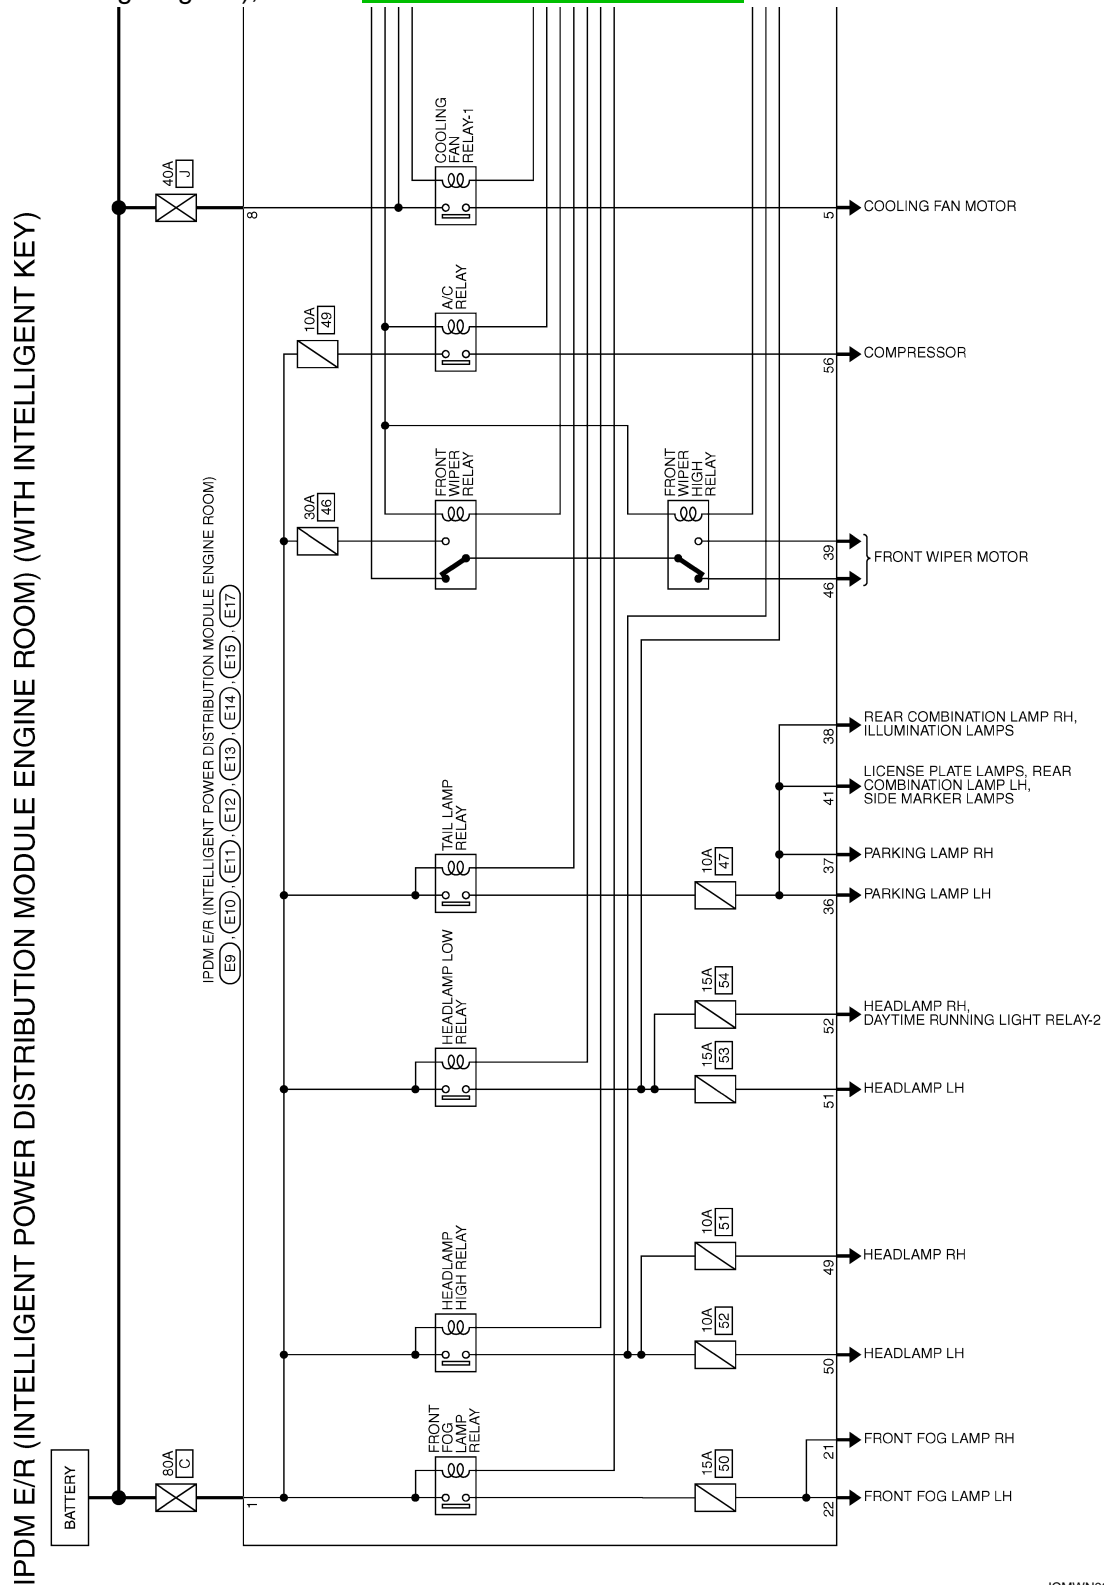 IPDM E/R (INTELLIGENT POWER DISTRIBUTION MODULE ENGINE ROOM) (WITH INTELLIGENT KEY)
BATTERY
80A
C
40A
J
1
8
IPDM E/R (INTELLIGENT POWER DISTRIBUTION MODULE ENGINE ROOM)
E9 , E10 , E11 , E12 , E13 , E14 , E15 , E17
COOLING
FAN
RELAY-1
5
COOLING FAN MOTOR
10A
49
A/C
RELAY
56
COMPRESSOR
30A
46
FRONT
WIPER
RELAY
FRONT
WIPER
HIGH
RELAY
39
46
FRONT WIPER MOTOR
38
REAR COMBINATION LAMP RH,
ILLUMINATION LAMPS
41
LICENSE PLATE LAMPS, REAR
COMBINATION LAMP LH,
SIDE MARKER LAMPS
TAIL LAMP
RELAY
10A
47
37
PARKING LAMP RH
36
PARKING LAMP LH
HEADLAMP LOW
RELAY
15A
54
52
HEADLAMP RH,
DAYTIME RUNNING LIGHT RELAY-2
15A
53
51
HEADLAMP LH
HEADLAMP
HIGH RELAY
10A
51
49
HEADLAMP RH
10A
52
50
HEADLAMP LH
FRONT
FOG
LAMP
RELAY
15A
50
21
FRONT FOG LAMP RH
22
FRONT FOG LAMP LH